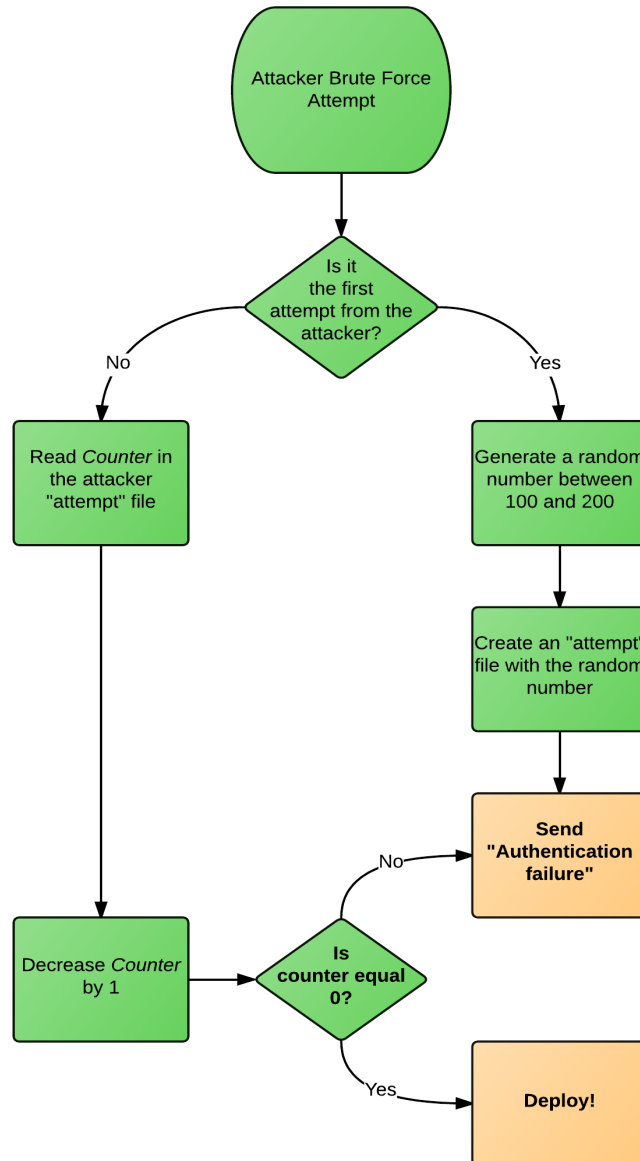 Attacker Brute Force
Attempt
Is it
the first
attempt from the
attacker?
No
Yes
Read Counter in
the attacker
"attempt" file
Generate a random
number between
100 and 200
Create an "attempt"
file with the random
number
Send
"Authentication
failure"
No
Decrease Counter
by 1
Is
counter equal
0?
Yes
Deploy!